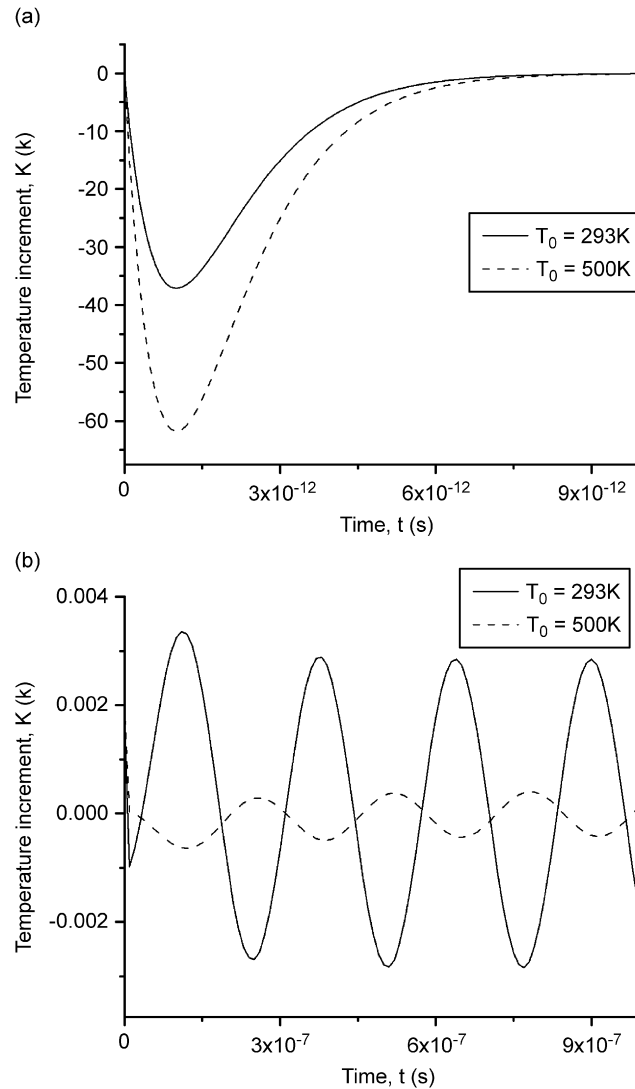 (a)
Temperature increment, K (k)
0
-10
-20
-30
-40
-50
-60
T₀ = 293K
T₀ = 500K
0
3x10⁻¹²
6x10⁻¹²
9x10⁻¹²
Time, t (s)
(b)
Temperature increment, K (k)
0.004
0.002
0.000
-0.002
T₀ = 293K
T₀ = 500K
0
3x10⁻⁷
6x10⁻⁷
9x10⁻⁷
Time, t (s)